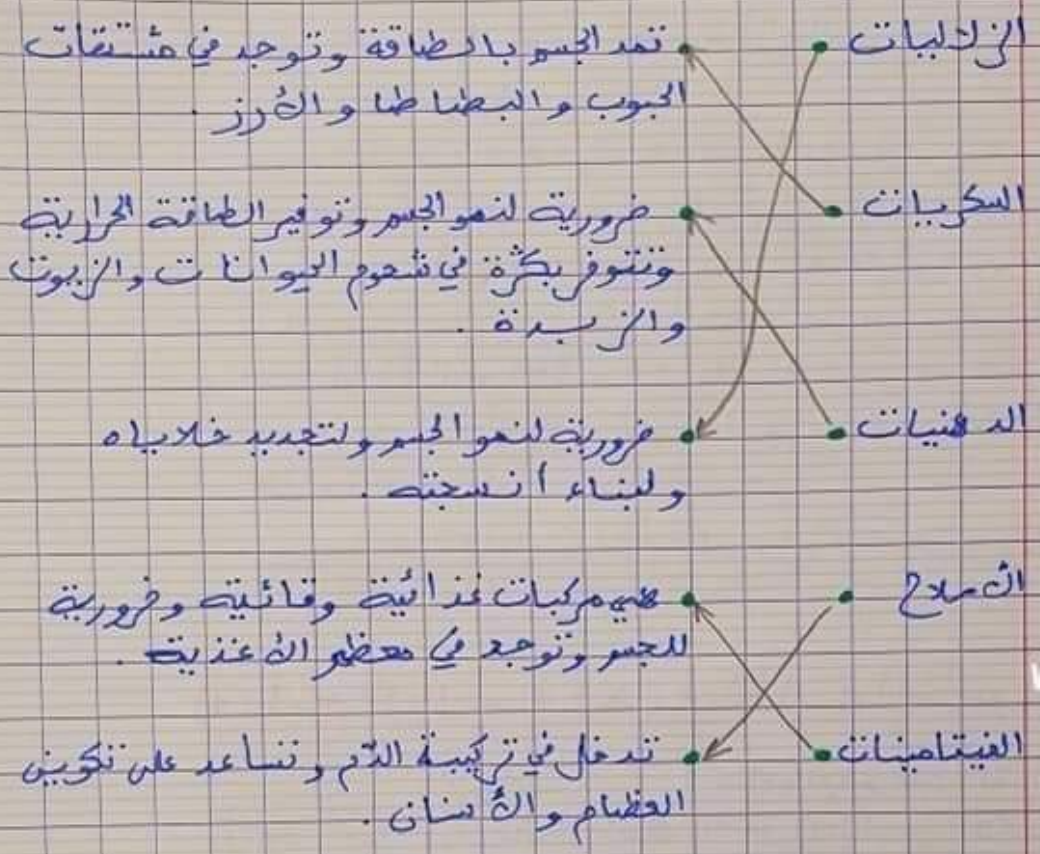 الزلاليات • • تمد الجسم بالطاقة وتوجد في مشتقات
الحبوب والبطاطا والأرز.
السكريات • • ضرورية لنمو الجسم وتوفير الطاقة الحرارية
وتتوفر بكثرة في شحوم الحيوانات والزيوت
والزبدة.
الدهنيات • • ضرورية لنمو الجسم ولتجديد خلاياه
ولبناء أنسجته.
الأملاح • • هي مركبات غذائية وقائية وضرورية
للجسم وتوجد في معظم الأغذية.
الفيتامينات • • تدخل في تركيبة الدّم وتساعد على تكوين
العظام والأسنان.